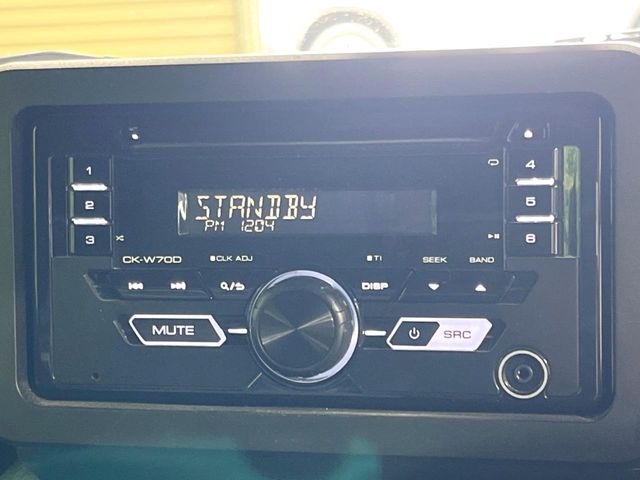 1
2
3
4
5
6
STANDBY
PM 1204
CK-W70D
CLK ADJ
TI
SEEK
BAND
DISP
MUTE
SRC